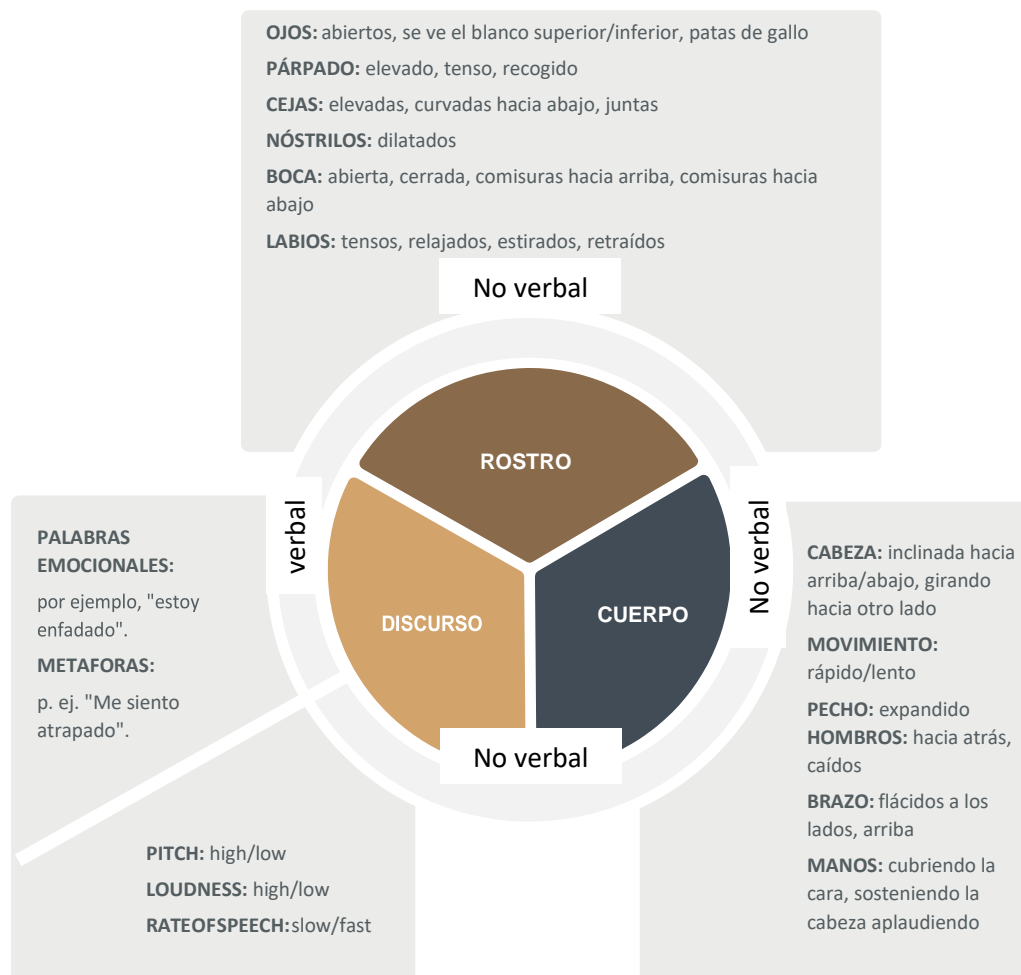 OJOS: abiertos, se ve el blanco superior/inferior, patas de gallo
PÁRPADO: elevado, tenso, recogido
CEJAS: elevadas, curvadas hacia abajo, juntas
NÓSTRILOS: dilatados
BOCA: abierta, cerrada, comisuras hacia arriba, comisuras hacia
abajo
LABIOS: tensos, relajados, estirados, retraídos
No verbal
ROSTRO
verbal
No verbal
PALABRAS
EMOCIONALES:
por ejemplo, "estoy
enfadado".
METAFORAS:
p. ej. "Me siento
atrapado".
DISCURSO
CUERPO
CABEZA: inclinada hacia
arriba/abajo, girando
hacia otro lado
MOVIMIENTO:
rápido/lento
PECHO: expandido
HOMBROS: hacia atrás,
caídos
BRAZO: flácidos a los
lados, arriba
MANOS: cubriendo la
cara, sosteniendo la
cabeza aplaudiendo
No verbal
PITCH: high/low
LOUDNESS: high/low
RATEOFSPEECH:slow/fast